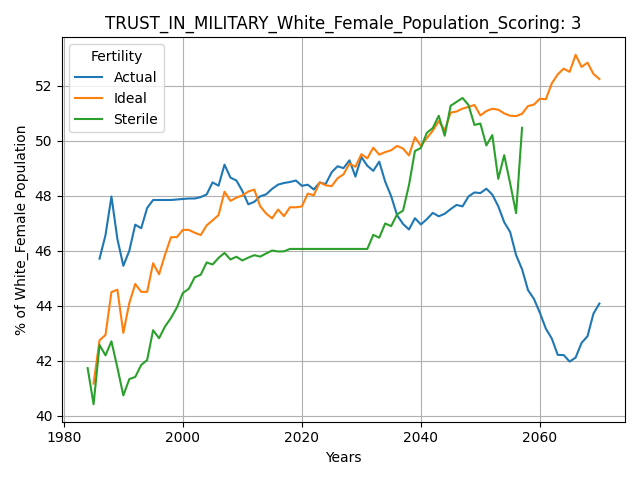 TRUST_IN_MILITARY_White_Female_Population_Scoring: 3
Fertility
Actual
Ideal
Sterile
% of White_Female Population
52
50
48
46
44
42
40
1980
2000
2020
2040
2060
Years